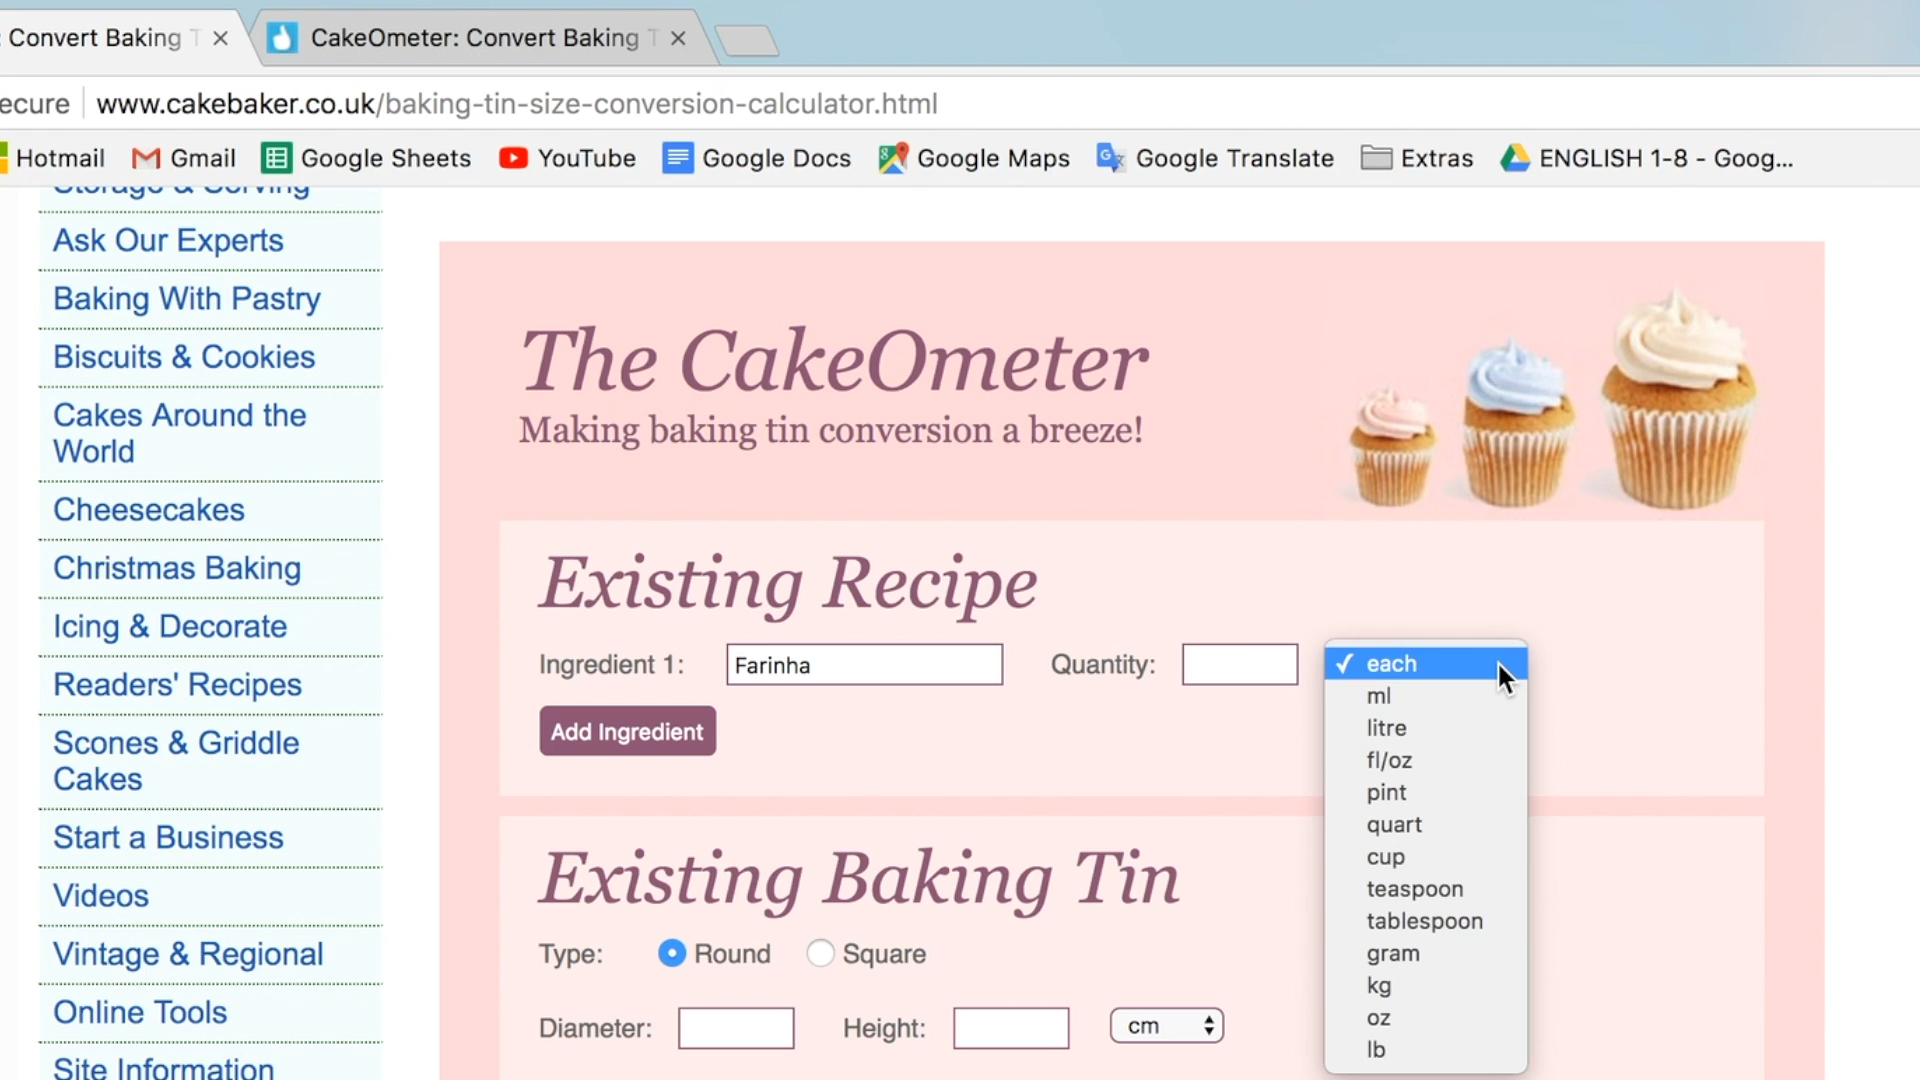 : Convert Baking T
CakeOmeter: Convert Baking T
ecure
www.cakebaker.co.uk/baking-tin-size-conversion-calculator.html
Hotmail Gmail Google Sheets YouTube Google Docs Google Maps Google Translate Extras ENGLISH 1-8 - Goog...
Storage & Serving
Ask Our Experts
Baking With Pastry
Biscuits & Cookies
Cakes Around the
World
Cheesecakes
Christmas Baking
Icing & Decorate
Readers' Recipes
Scones & Griddle
Cakes
Start a Business
Videos
Vintage & Regional
Online Tools
Site Information
The CakeOmeter
Making baking tin conversion a breeze!
Existing Recipe
Ingredient 1: Farinha Quantity:
Add Ingredient
✓ each
ml
litre
fl/oz
pint
quart
cup
teaspoon
tablespoon
gram
kg
oz
lb
Existing Baking Tin
Type: Round Square
Diameter: Height: cm